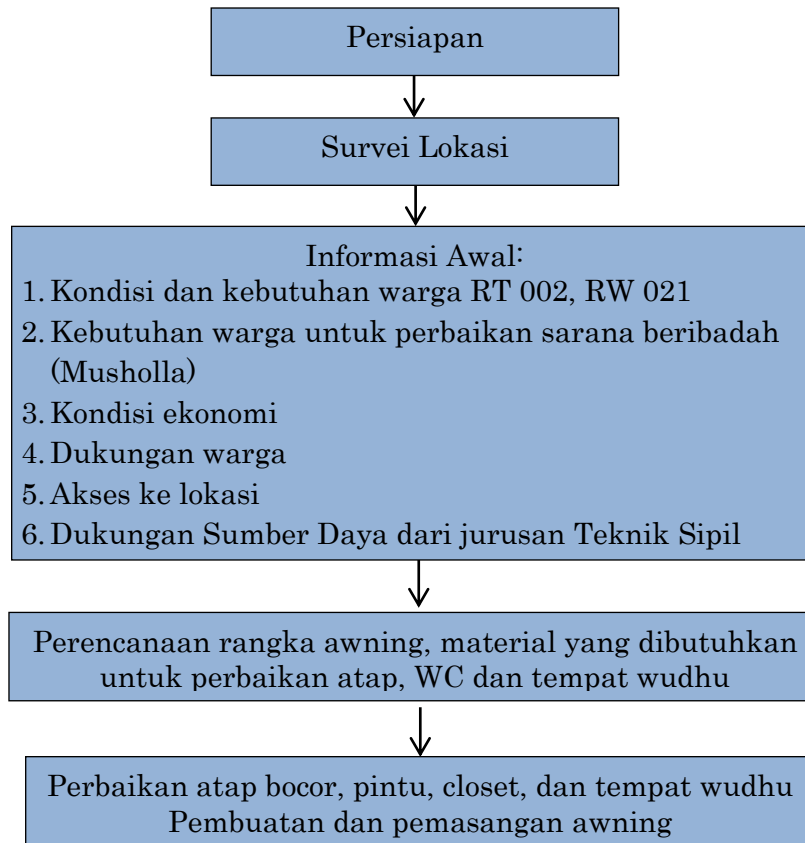 Persiapan
Survei Lokasi
Informasi Awal:
1. Kondisi dan kebutuhan warga RT 002, RW 021
2. Kebutuhan warga untuk perbaikan sarana beribadah
(Musholla)
3. Kondisi ekonomi
4. Dukungan warga
5. Akses ke lokasi
6. Dukungan Sumber Daya dari jurusan Teknik Sipil
Perencanaan rangka awning, material yang dibutuhkan
untuk perbaikan atap, WC dan tempat wudhu
Perbaikan atap bocor, pintu, closet, dan tempat wudhu
Pembuatan dan pemasangan awning